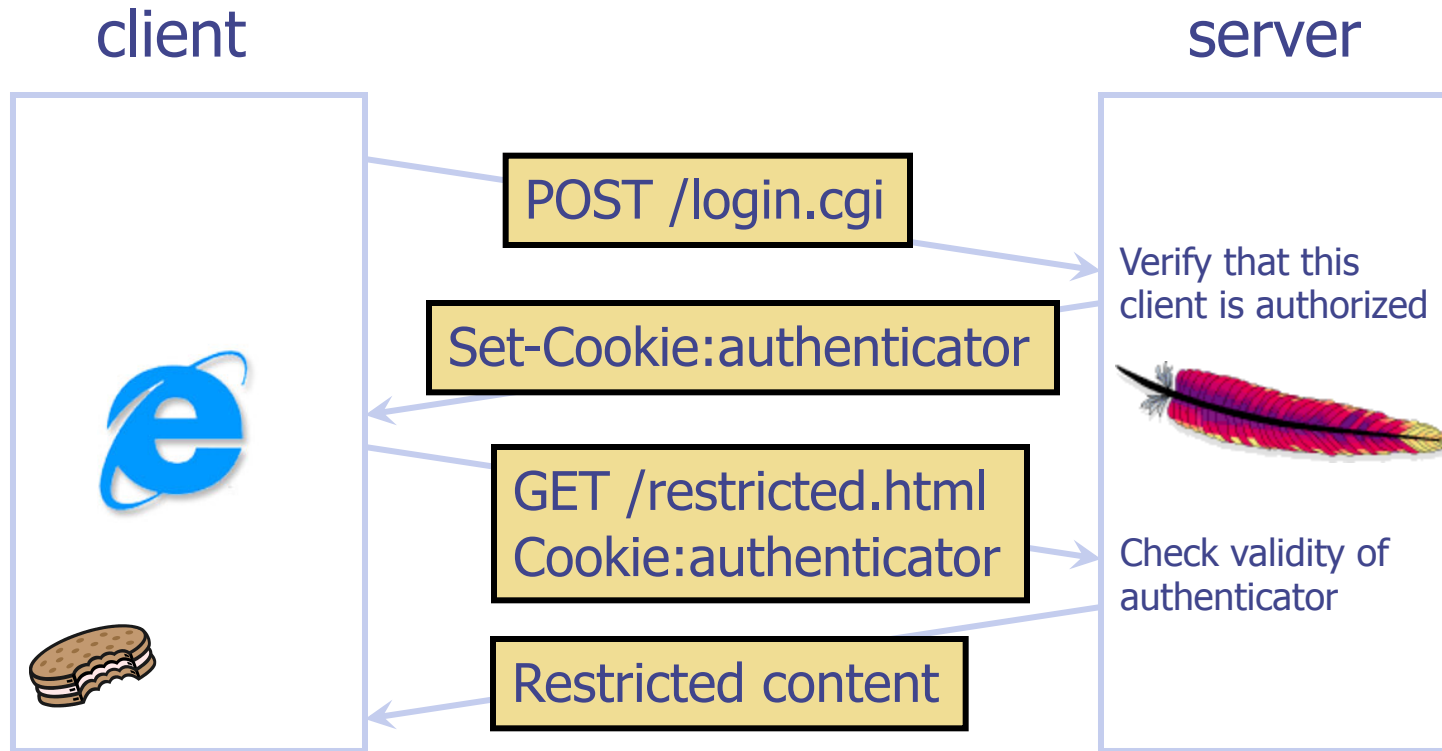 client
server
POST /login.cgi
Verify that this
client is authorized
Set-Cookie:authenticator
GET /restricted.html
Cookie:authenticator
Check validity of
authenticator
Restricted content